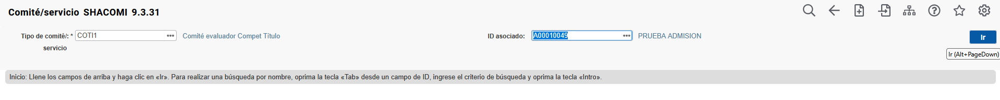 Comité/servicio SHACOMI 9.3.31
Tipo de comité/: * COTI1 ••• Comité evaluador Compet Título ID asociado: A00010049 ••• PRUEBA ADMISION Ir
servicio
Ir (Alt+PageDown)
Inicio: Llene los campos de arriba y haga clic en «Ir». Para realizar una búsqueda por nombre, oprima la tecla «Tab» desde un campo de ID, ingrese el criterio de búsqueda y oprima la tecla «Intro».